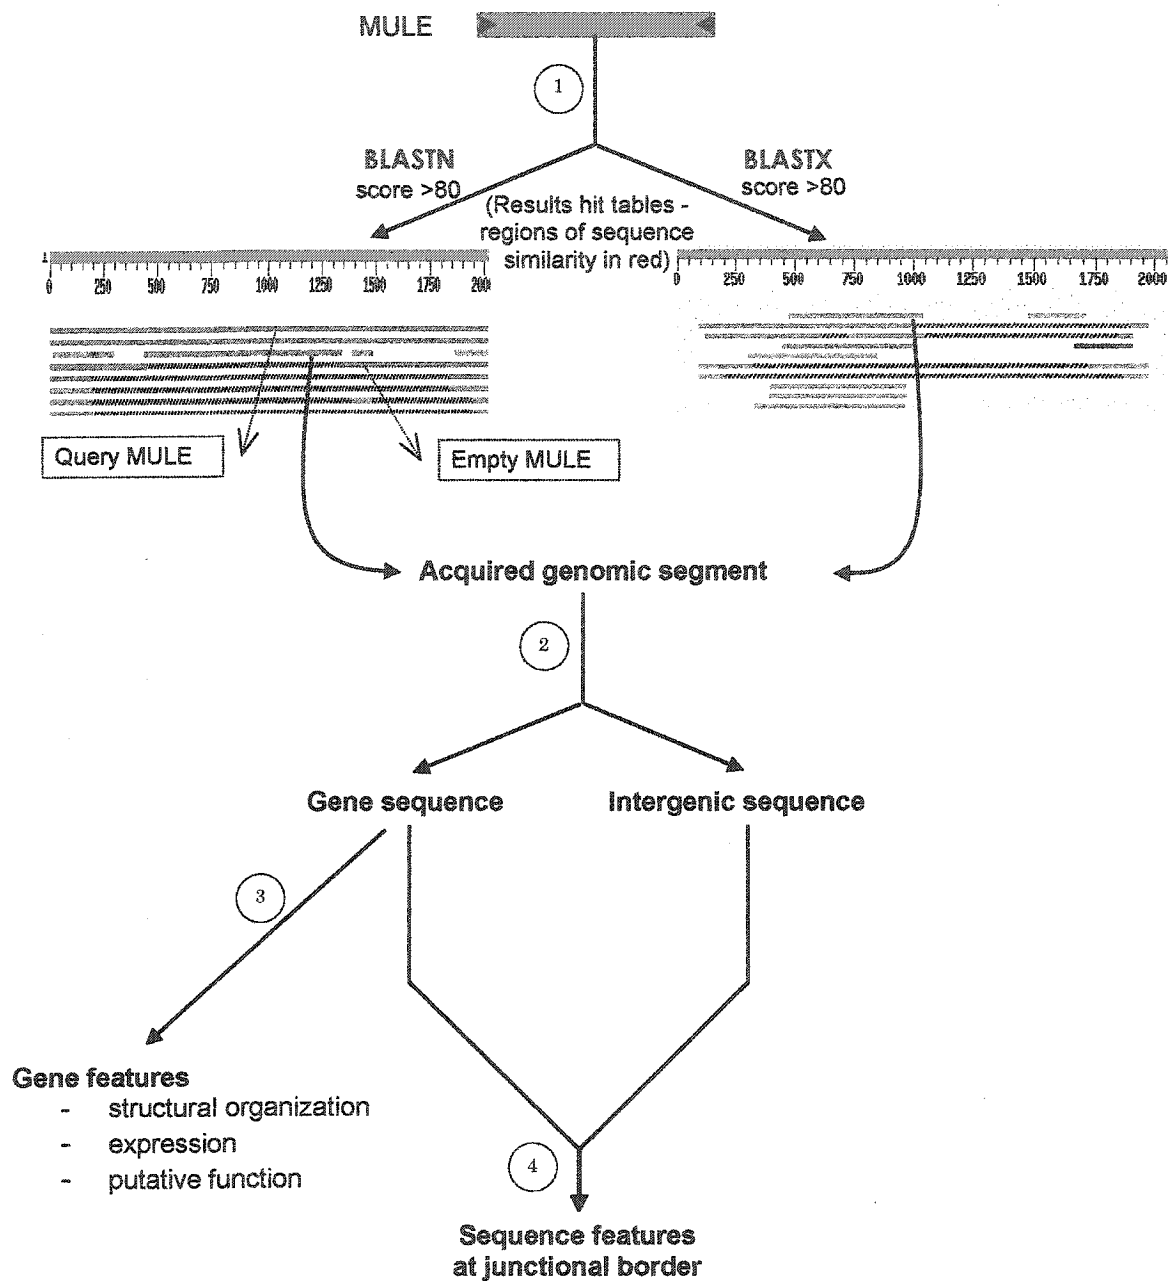 MULE
1
BLASTN
score >80
BLASTX
score >80
(Results hit tables -
regions of sequence
similarity in red)
1
0 250 500 750 1000 1250 1500 1750 200
0 250 500 750 1000 1250 1500 1750 2000
Query MULE
Empty MULE
Acquired genomic segment
2
Gene sequence
Intergenic sequence
3
Gene features
- structural organization
- expression
- putative function
4
Sequence features
at junctional border